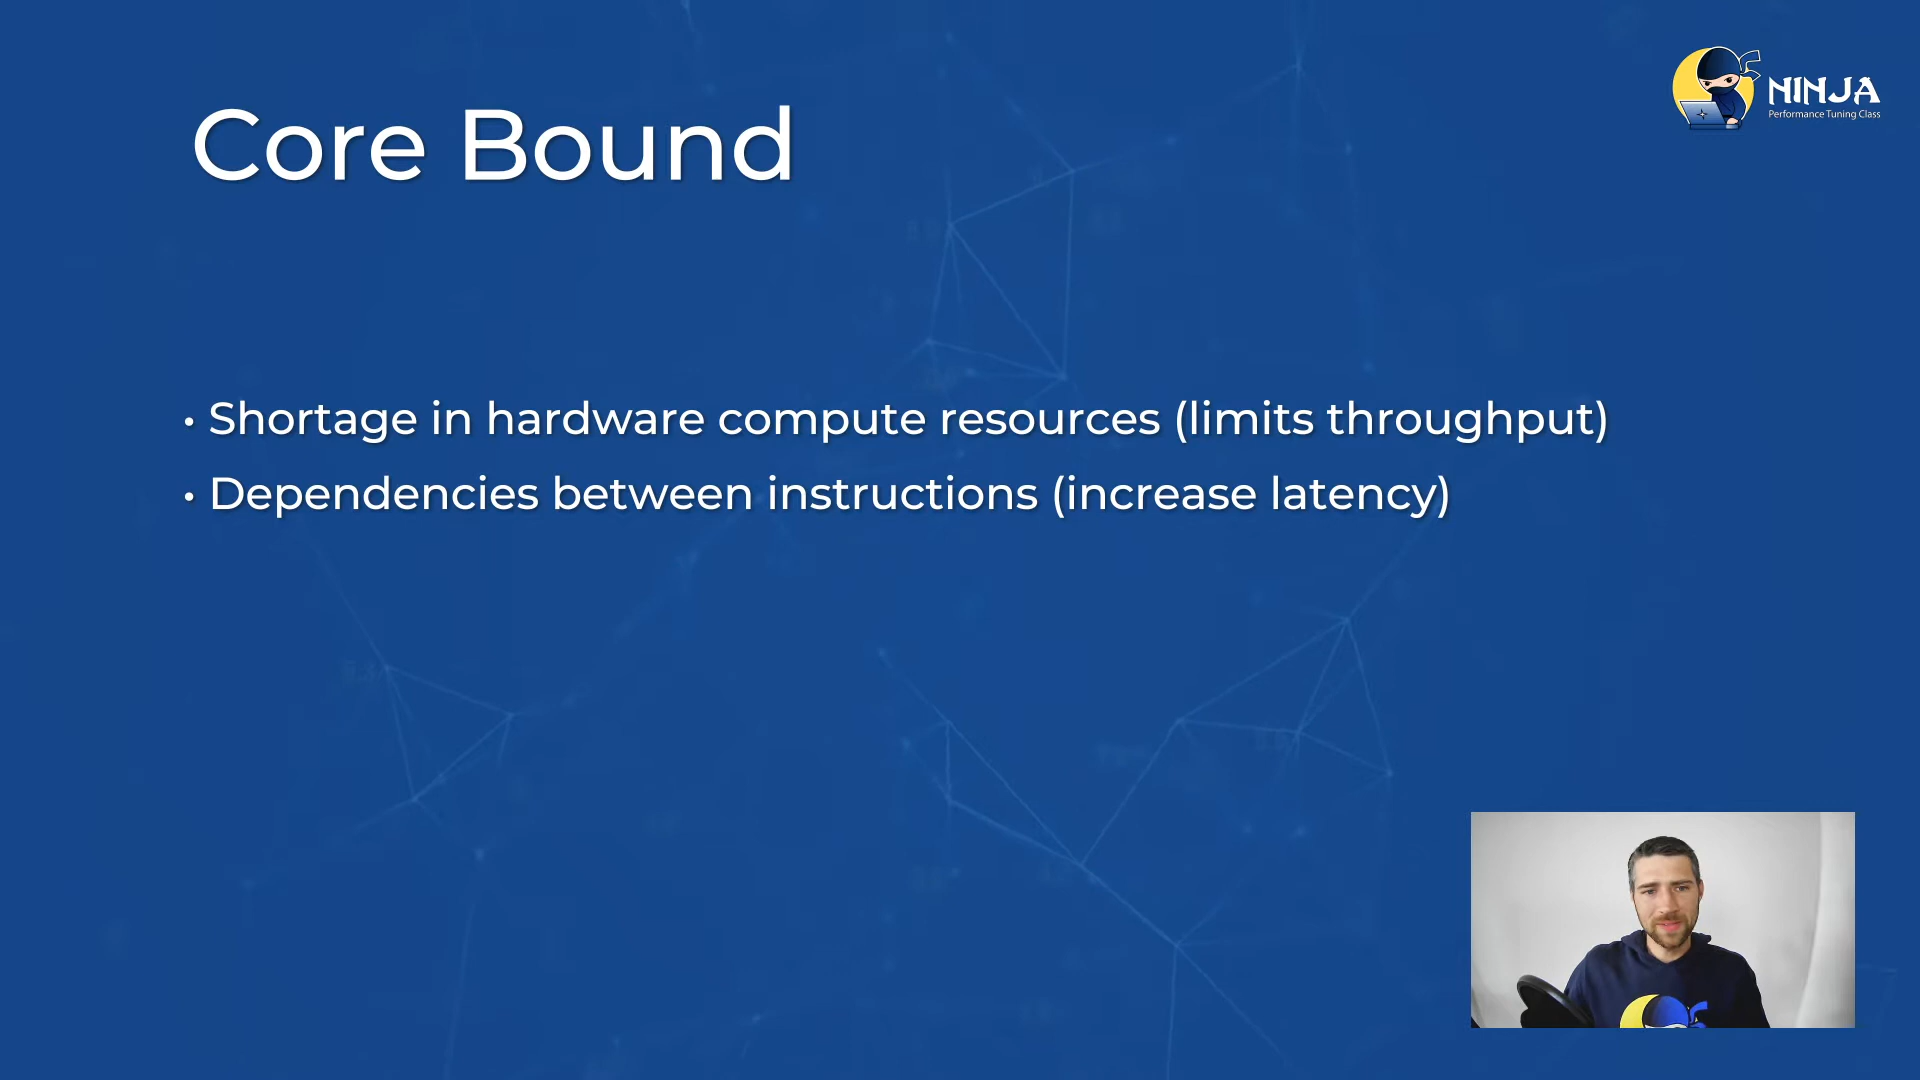 Core Bound
NINJA
Performance Tuning Class
• Shortage in hardware compute resources (limits throughput)
• Dependencies between instructions (increase latency)